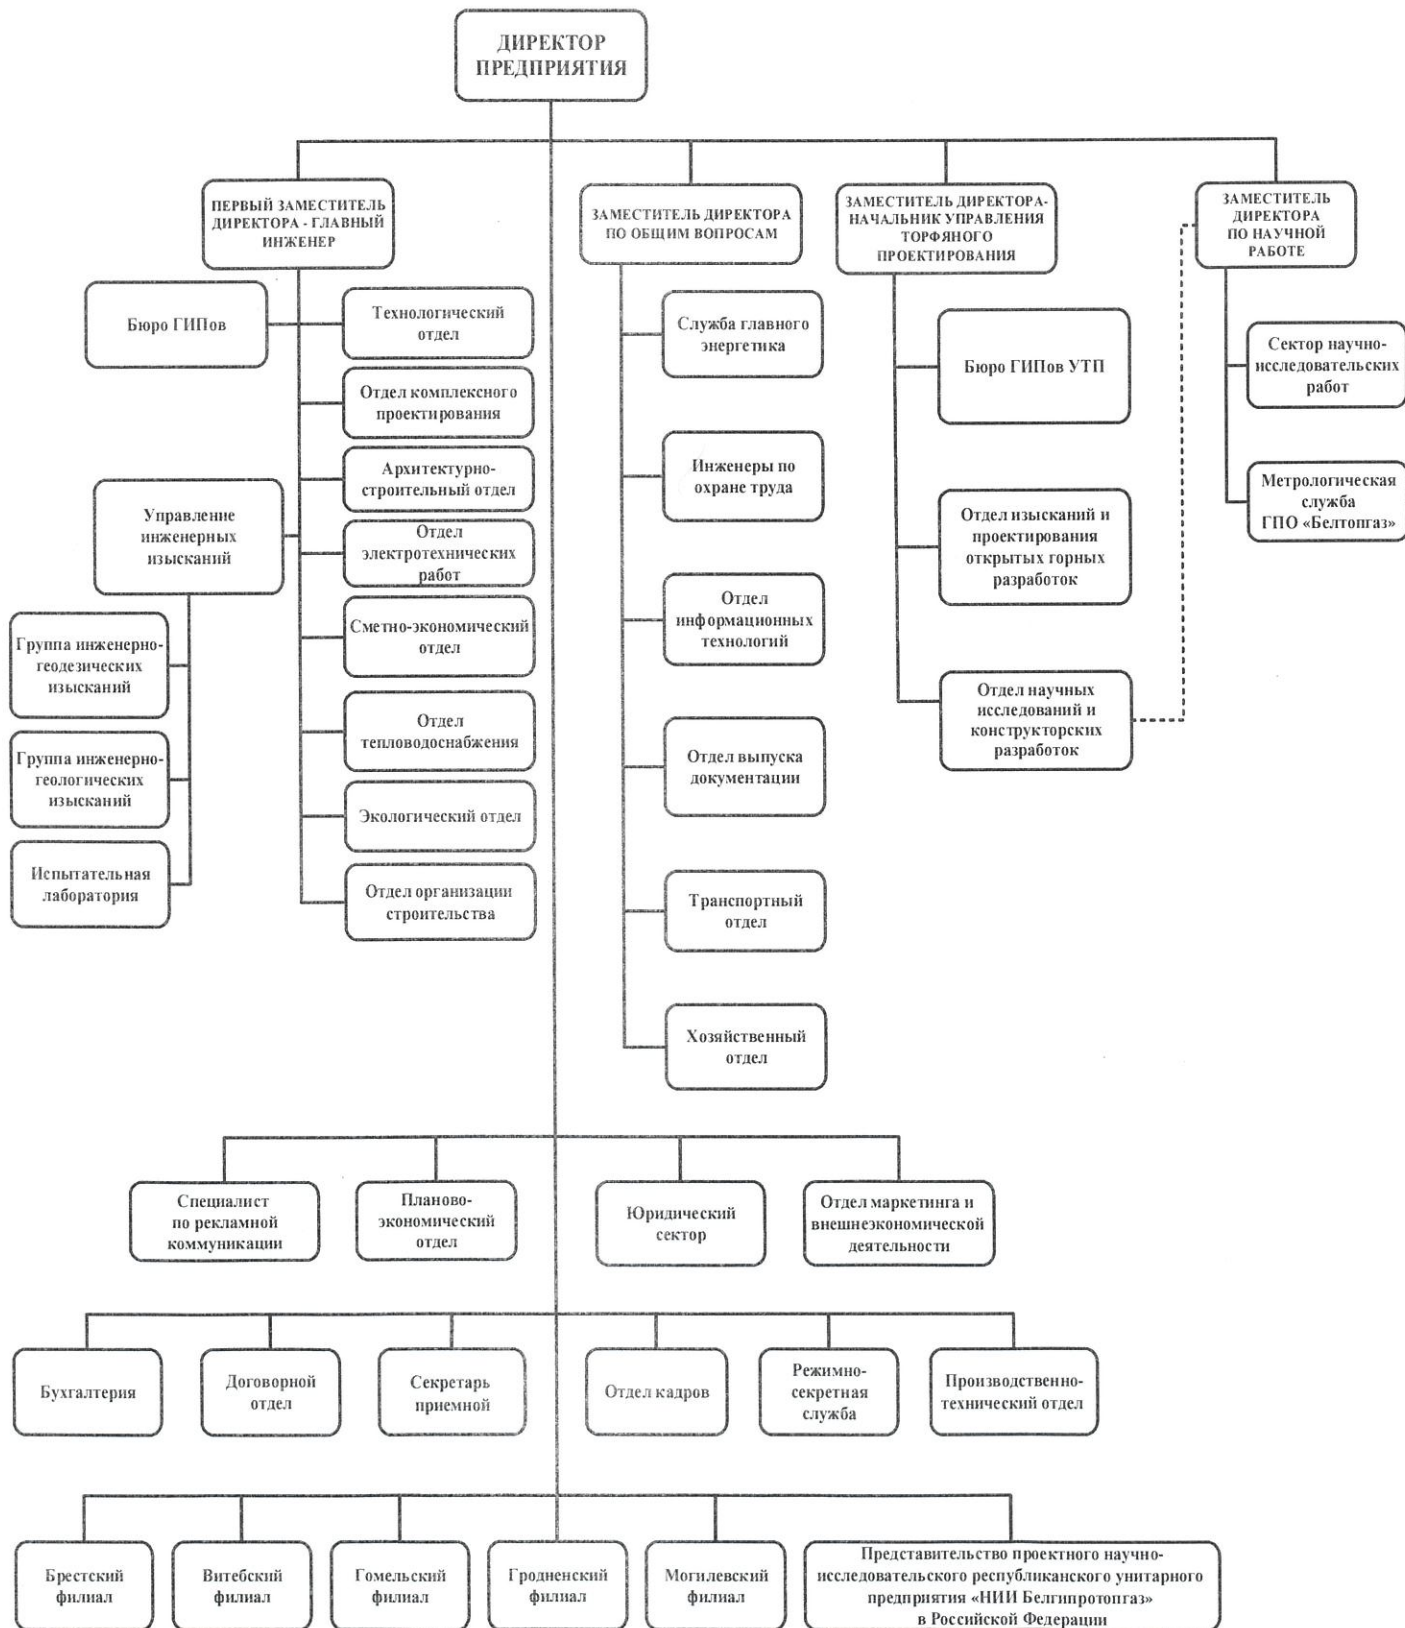 ДИРЕКТОР
ПРЕДПРИЯТИЯ
ПЕРВЫЙ ЗАМЕСТИТЕЛЬ
ДИРЕКТОРА - ГЛАВНЫЙ
ИНЖЕНЕР
ЗАМЕСТИТЕЛЬ ДИРЕКТОРА
ПО ОБЩИМ ВОПРОСАМ
ЗАМЕСТИТЕЛЬ ДИРЕКТОРА-
НАЧАЛЬНИК УПРАВЛЕНИЯ
ТОРФЯНОГО
ПРОЕКТИРОВАНИЯ
ЗАМЕСТИТЕЛЬ
ДИРЕКТОРА
ПО НАУЧНОЙ
РАБОТЕ
Бюро ГИПов
Технологический
отдел
Отдел комплексного
проектирования
Архитектурно-
строительный отдел
Управление
инженерных
изысканий
Отдел
электротехнических
работ
Сметно-экономический
отдел
Группа инженерно-
геодезических
изысканий
Отдел
тепловодоснабжения
Группа инженерно-
геологических
изысканий
Экологический отдел
Испытательная
лаборатория
Отдел организации
строительства
Служба главного
энергетика
Инженеры по
охране труда
Отдел
информационных
технологий
Отдел выпуска
документации
Транспортный
отдел
Хозяйственный
отдел
Бюро ГИПов УТП
Отдел изысканий и
проектирования
открытых горных
разработок
Отдел научных
исследований и
конструкторских
разработок
Сектор научно-
исследовательских
работ
Метрологическая
служба
ГПО «Белтопгаз»
Специалист
по рекламной
коммуникации
Планово-
экономический
отдел
Юридический
сектор
Отдел маркетинга и
внешнеэкономической
деятельности
Бухгалтерия
Договорной
отдел
Секретарь
приемной
Отдел кадров
Режимно-
секретная
служба
Производственно-
технический отдел
Брестский
филиал
Витебский
филиал
Гомельский
филиал
Гродненский
филиал
Могилевский
филиал
Представительство проектного научно-
исследовательского республиканского унитарного
предприятия «НИИ Белгипротопгаз»
в Российской Федерации